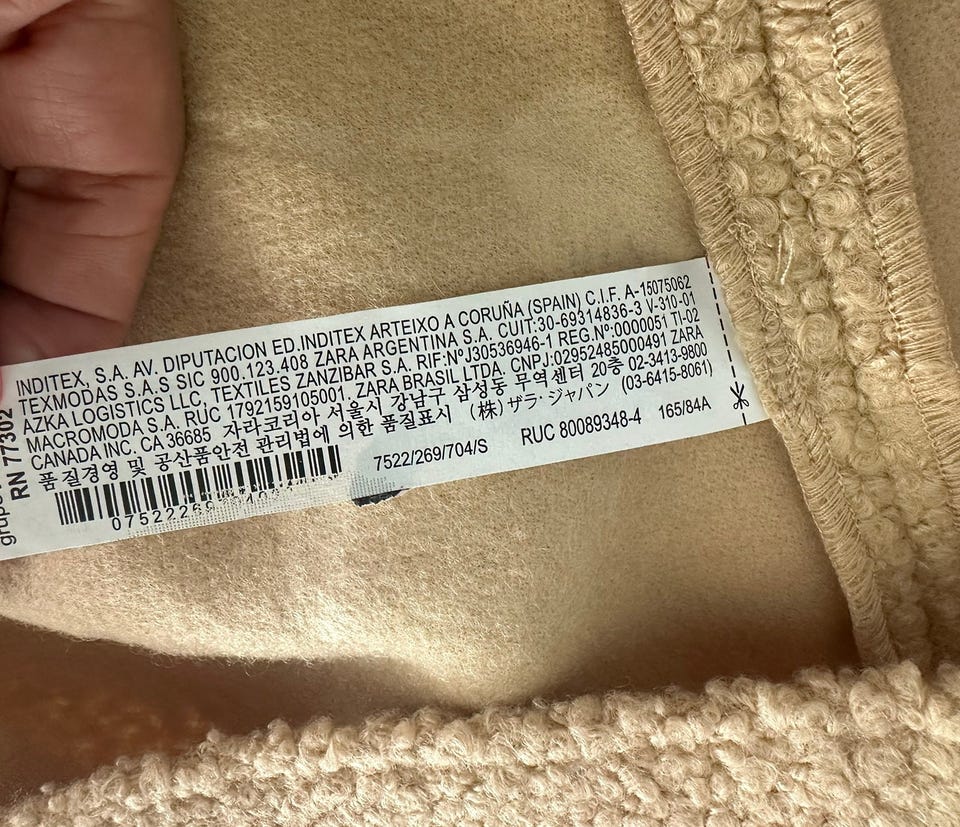 INDITEX, S.A. AV. DIPUTACION ED.INDITEX ARTEIXO A CORUÑA (SPAIN) C.I.F. A-15075062
TEXMODAS S.A.S SIC 900.123.408 ZARA ARGENTINA S.A. CUIT:30-69314836-3 V-310-01
AZKA LOGISTICS LLC, TEXTILES ZANZIBAR S.A. RIF:NºJ30536946-1 REG.Nº:0000051 TI-02
MACROMODA S.A. RUC 1792159105001. ZARA BRASIL LTDA. CNPJ:02952485000491 ZARA
CANADA INC. CA 36685 자라코리아 서울시 강남구 삼성동 무역센터 20층 02-3413-9800
품질경영 및 공산품안전 관리법에 의한 품질표시 (株)ザラ・ジャパン (03-6415-8061)
7522/269/704/S RUC 80089348-4 165/84A
RN 77302